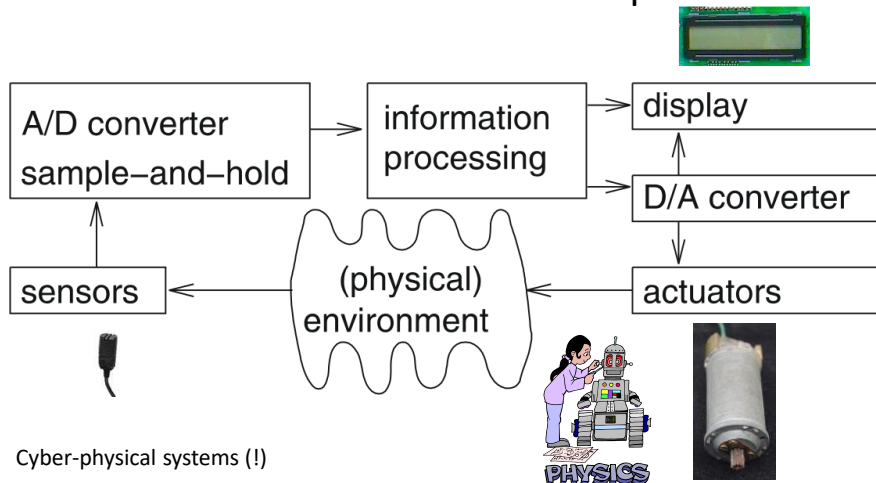 A/D converter
sample−and−hold
information
processing
display
D/A converter
sensors
(physical)
environment
actuators
Cyber-physical systems (!)
PHYSICS